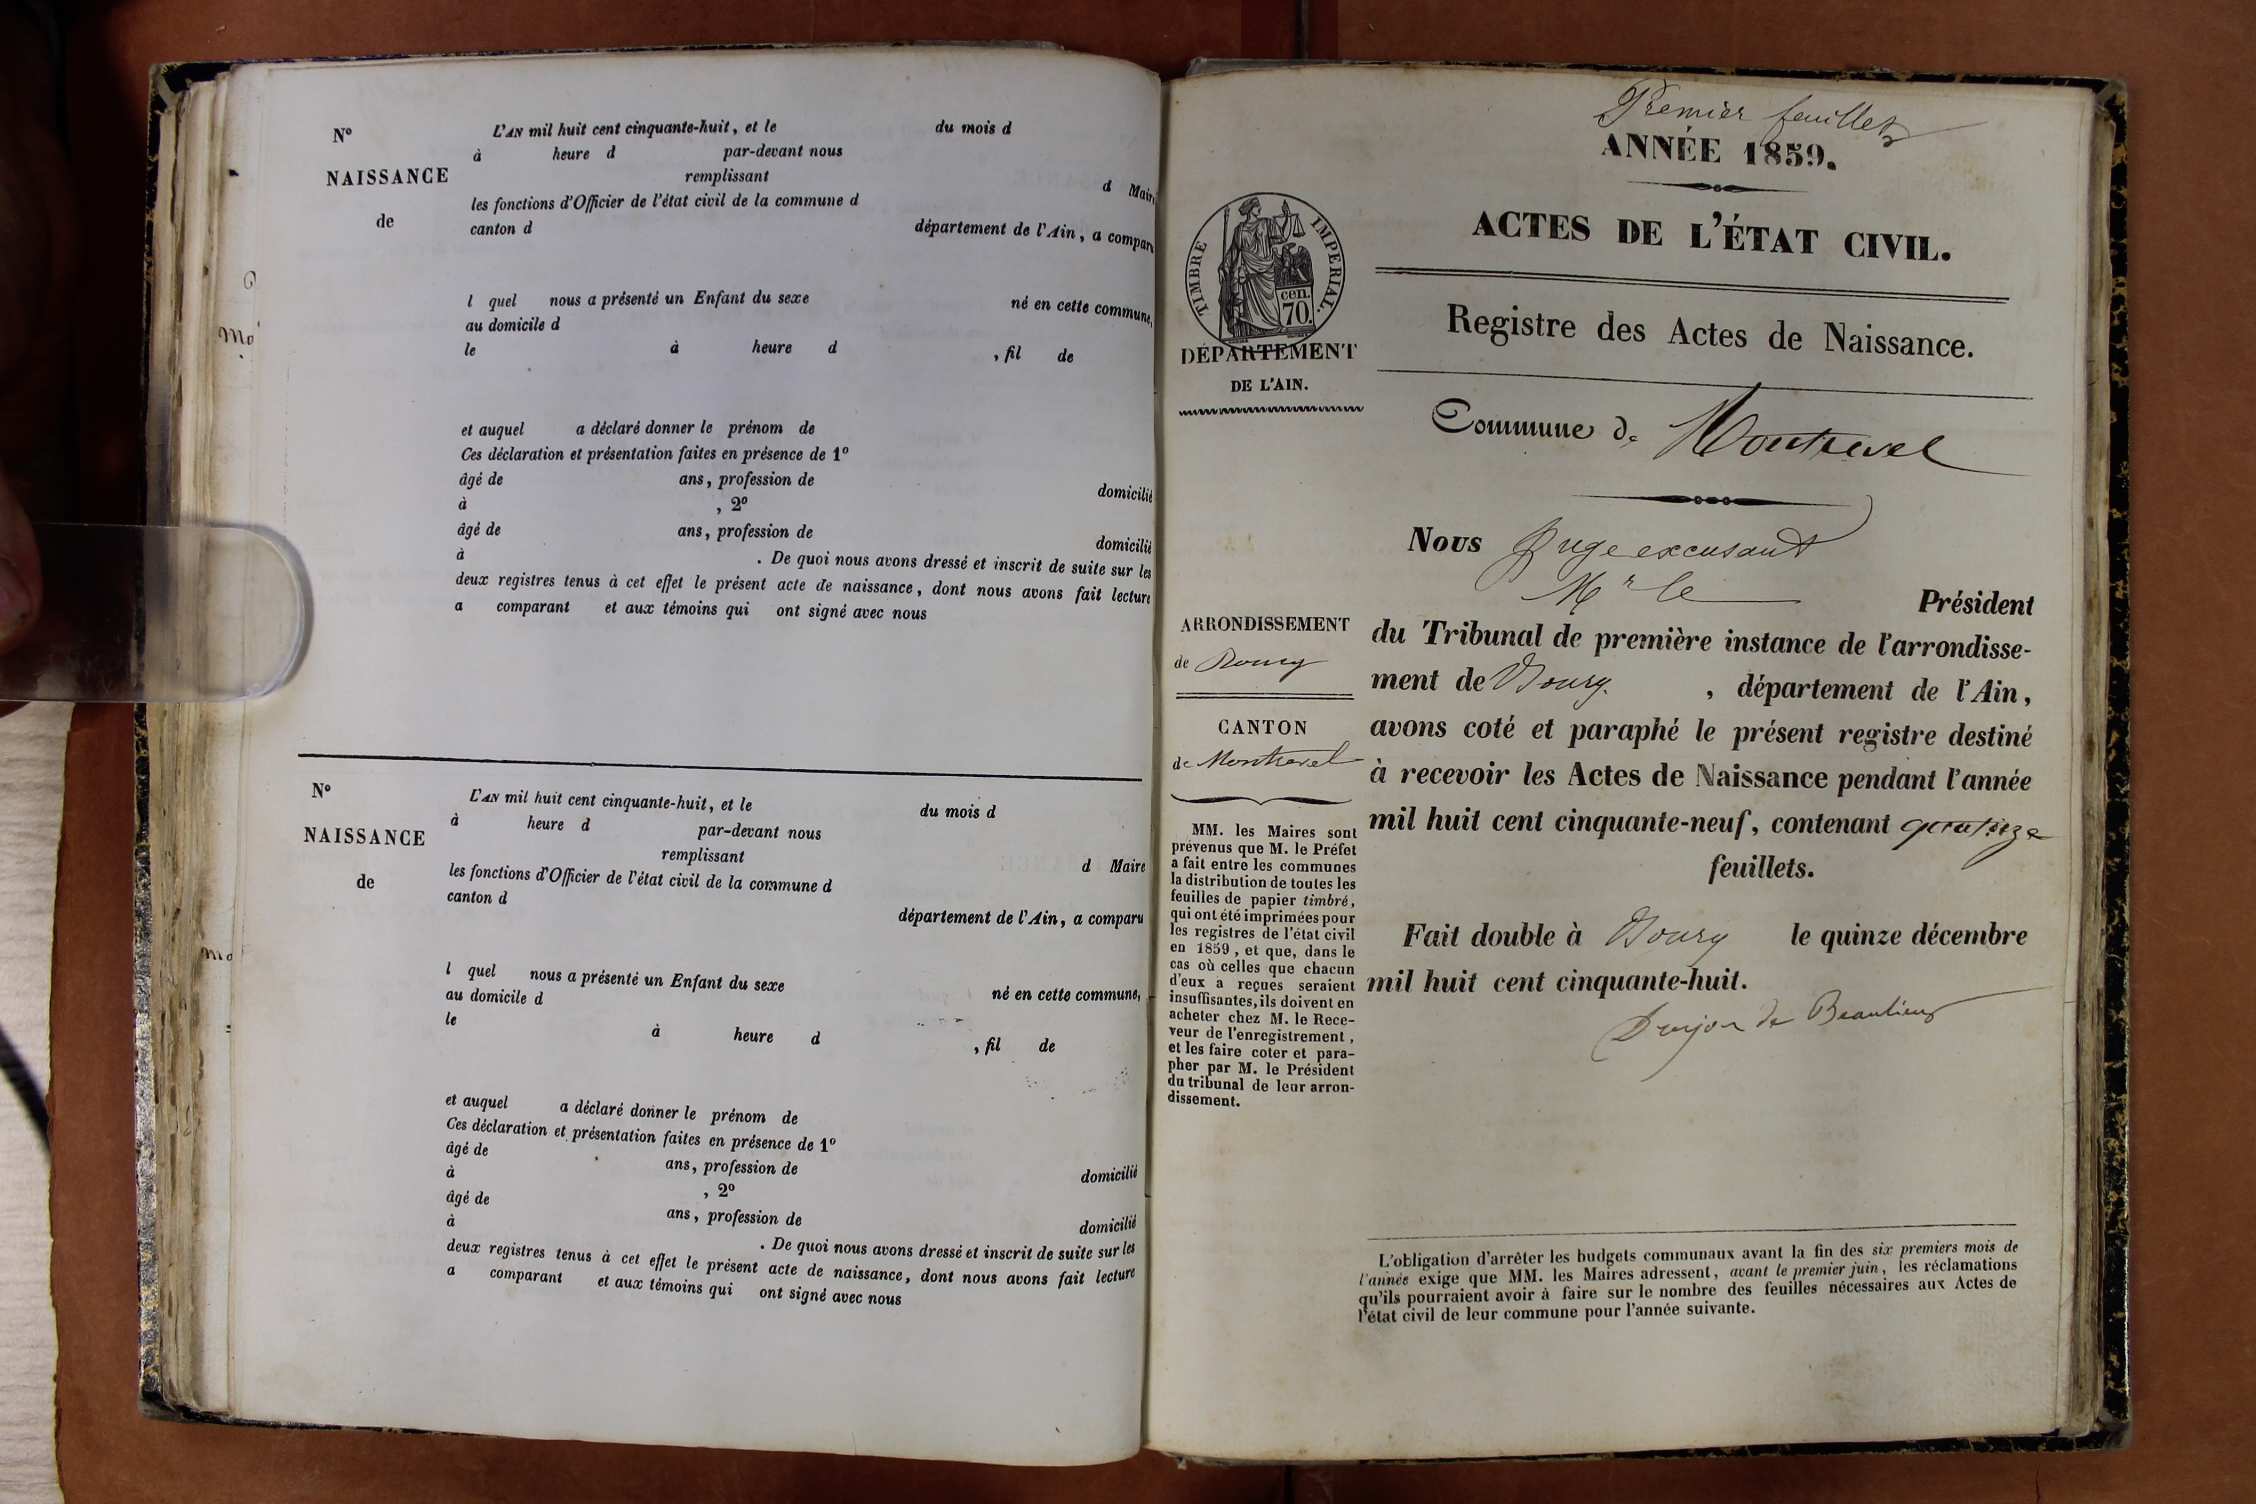 Nº
NAISSANCE
de
L'AN mil huit cent cinquante-huit, et le du mois d
à heure d par-devant nous
remplissant d Maire
les fonctions d'Officier de l'état civil de la commune d
canton d département de l'Ain, a comparu
l quel nous a présenté un Enfant du sexe né en cette commune,
au domicile d
le à heure d , fil de
et auquel a déclaré donner le prénom de
Ces déclaration et présentation faites en présence de 1º
âgé de ans, profession de domicilié
à , 2º
âgé de ans, profession de domicilié
à . De quoi nous avons dressé et inscrit de suite sur les
deux registres tenus à cet effet le présent acte de naissance, dont nous avons fait lecture
a comparant et aux témoins qui ont signé avec nous
Nº
NAISSANCE
de
L'AN mil huit cent cinquante-huit, et le du mois d
à heure d par-devant nous
remplissant d Maire
les fonctions d'Officier de l'état civil de la commune d
canton d département de l'Ain, a comparu
l quel nous a présenté un Enfant du sexe né en cette commune,
au domicile d
le à heure d , fil de
et auquel a déclaré donner le prénom de
Ces déclaration et présentation faites en présence de 1º
âgé de ans, profession de domicilié
à , 2º
âgé de ans, profession de domicilié
à . De quoi nous avons dressé et inscrit de suite sur les
deux registres tenus à cet effet le présent acte de naissance, dont nous avons fait lecture
a comparant et aux témoins qui ont signé avec nous
Premier feuillet
ANNÉE 1859.
ACTES DE L'ÉTAT CIVIL.
Registre des Actes de Naissance.
TIMBRE IMPERIAL.
cen.
70.
DÉPARTEMENT
DE L'AIN.
Commune de Montrevel
Nous Juge excusant
Mr le Président
du Tribunal de première instance de l'arrondisse-
ment de Bourg , département de l'Ain,
avons coté et paraphé le présent registre destiné
à recevoir les Actes de Naissance pendant l'année
mil huit cent cinquante-neuf, contenant quatorze
feuillets.
Fait double à Bourg le quinze décembre
mil huit cent cinquante-huit.
de Beaulieu
ARRONDISSEMENT
de Bourg
CANTON
de Montrevel
MM. les Maires sont
prévenus que M. le Préfet
a fait entre les communes
la distribution de toutes les
feuilles de papier timbré,
qui ont été imprimées pour
les registres de l'état civil
en 1859, et que, dans le
cas où celles que chacun
d'eux a reçues seraient
insuffisantes, ils doivent en
acheter chez M. le Rece-
veur de l'enregistrement,
et les faire coter et para-
pher par M. le Président
du tribunal de leur arron-
dissement.
L'obligation d'arrêter les budgets communaux avant la fin des six premiers mois de
l'année exige que MM. les Maires adressent, avant le premier juin, les réclamations
qu'ils pourraient avoir à faire sur le nombre des feuilles nécessaires aux Actes de
l'état civil de leur commune pour l'année suivante.